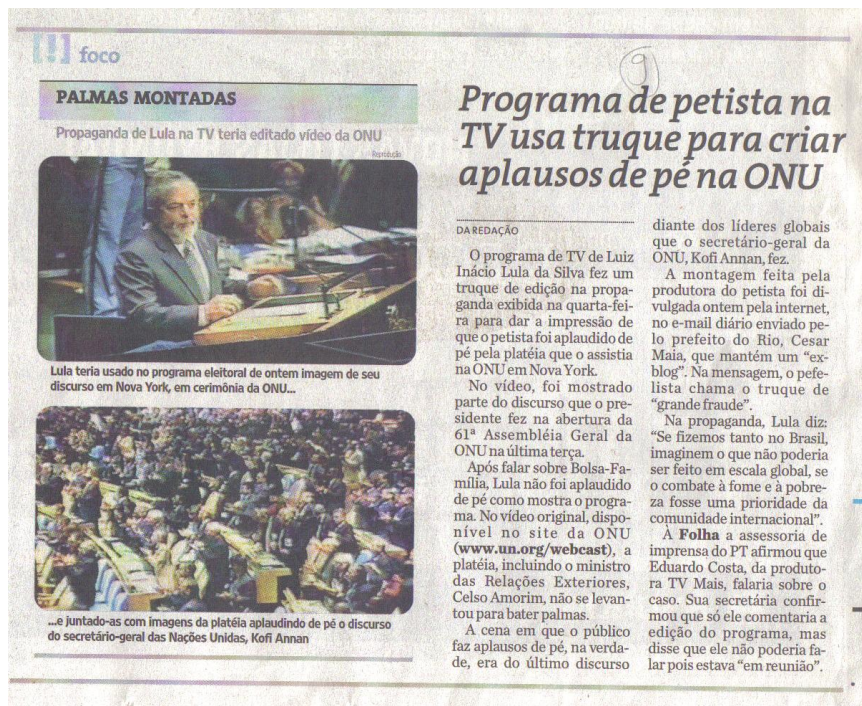 [!] foco
PALMAS MONTADAS
Propaganda de Lula na TV teria editado vídeo da ONU
Reprodução
Lula teria usado no programa eleitoral de ontem imagem de seu
discurso em Nova York, em cerimônia da ONU...
...e juntado-as com imagens da platéia aplaudindo de pé o discurso
do secretário-geral das Nações Unidas, Kofi Annan
g
Programa de petista na
TV usa truque para criar
aplausos de pé na ONU
DA REDAÇÃO
O programa de TV de Luiz
Inácio Lula da Silva fez um
truque de edição na propa-
ganda exibida na quarta-fei-
ra para dar a impressão de
que o petista foi aplaudido de
pé pela platéia que o assistia
na ONU em Nova York.
No vídeo, foi mostrado
parte do discurso que o pre-
sidente fez na abertura da
61ª Assembléia Geral da
ONU na última terça.
Após falar sobre Bolsa-Fa-
mília, Lula não foi aplaudido
de pé como mostra o progra-
ma. No vídeo original, dispo-
nível no site da ONU
(www.un.org/webcast), a
platéia, incluindo o ministro
das Relações Exteriores,
Celso Amorim, não se levan-
tou para bater palmas.
A cena em que o público
faz aplausos de pé, na verda-
de, era do último discurso
diante dos líderes globais
que o secretário-geral da
ONU, Kofi Annan, fez.
A montagem feita pela
produtora do petista foi di-
vulgada ontem pela internet,
no e-mail diário enviado pe-
lo prefeito do Rio, Cesar
Maia, que mantém um "ex-
blog". Na mensagem, o pefe-
lista chama o truque de
"grande fraude".
Na propaganda, Lula diz:
"Se fizemos tanto no Brasil,
imaginem o que não poderia
ser feito em escala global, se
o combate à fome e à pobre-
za fosse uma prioridade da
comunidade internacional".
À Folha a assessoria de
imprensa do PT afirmou que
Eduardo Costa, da produto-
ra TV Mais, falaria sobre o
caso. Sua secretária confir-
mou que só ele comentaria a
edição do programa, mas
disse que ele não poderia fa-
lar pois estava "em reunião".